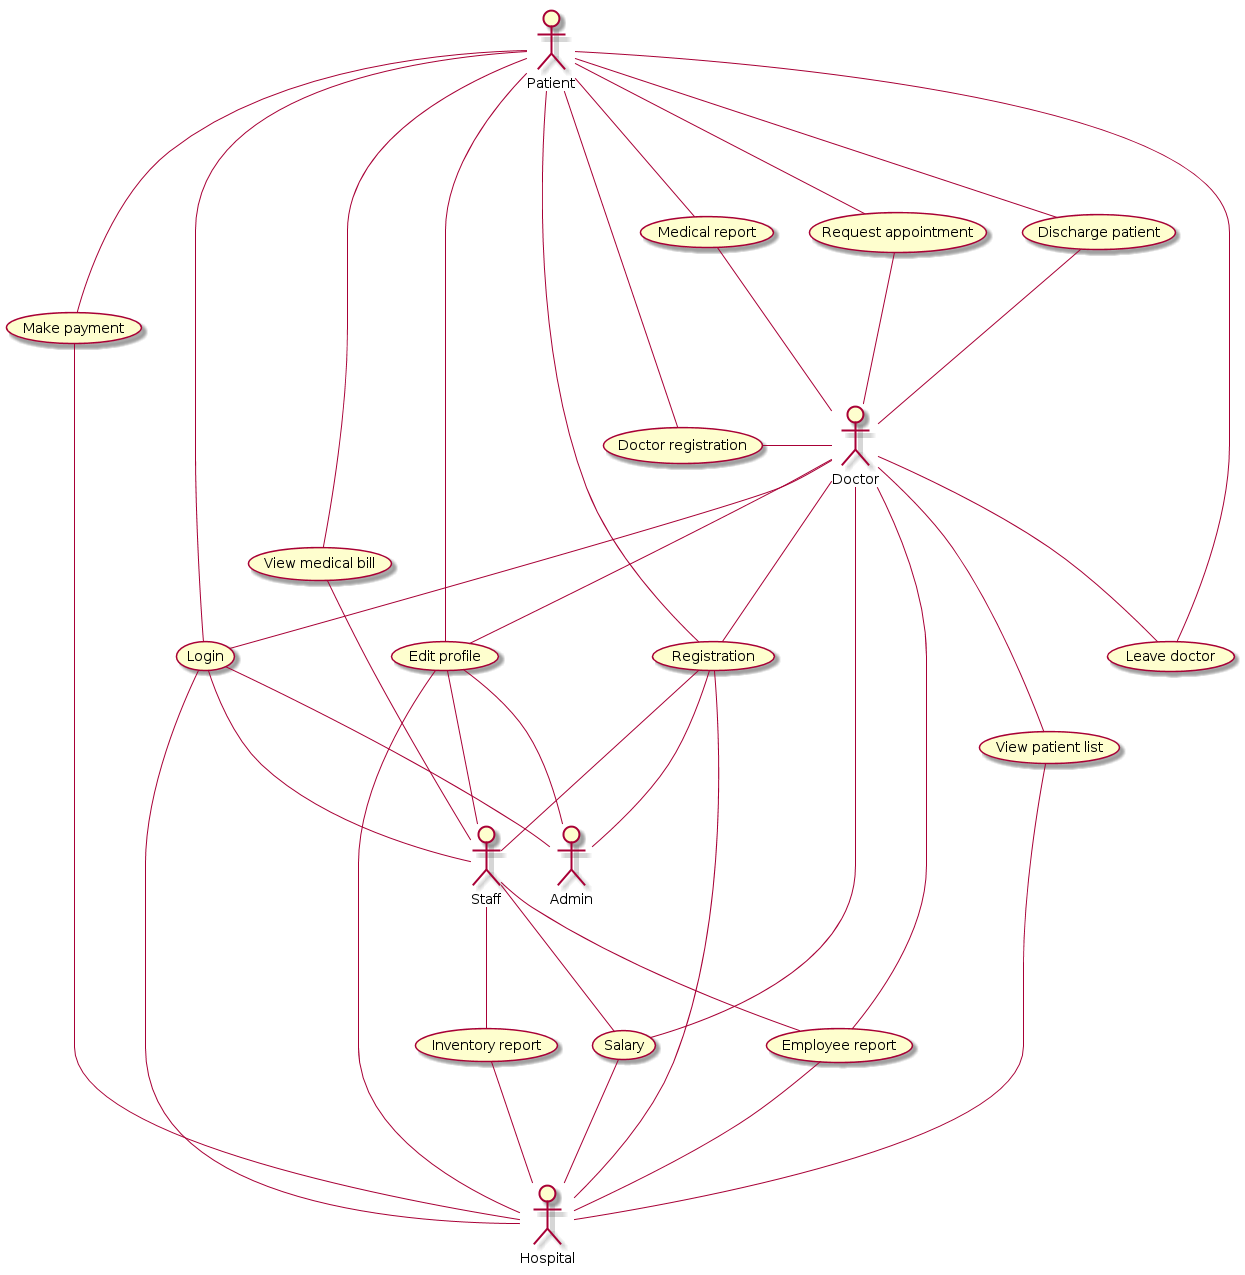 Patient
Medical report
Request appointment
Discharge patient
Make payment
Doctor registration
Doctor
View medical bill
Login
Edit profile
Registration
Leave doctor
View patient list
Staff
Admin
Inventory report
Salary
Employee report
Hospital